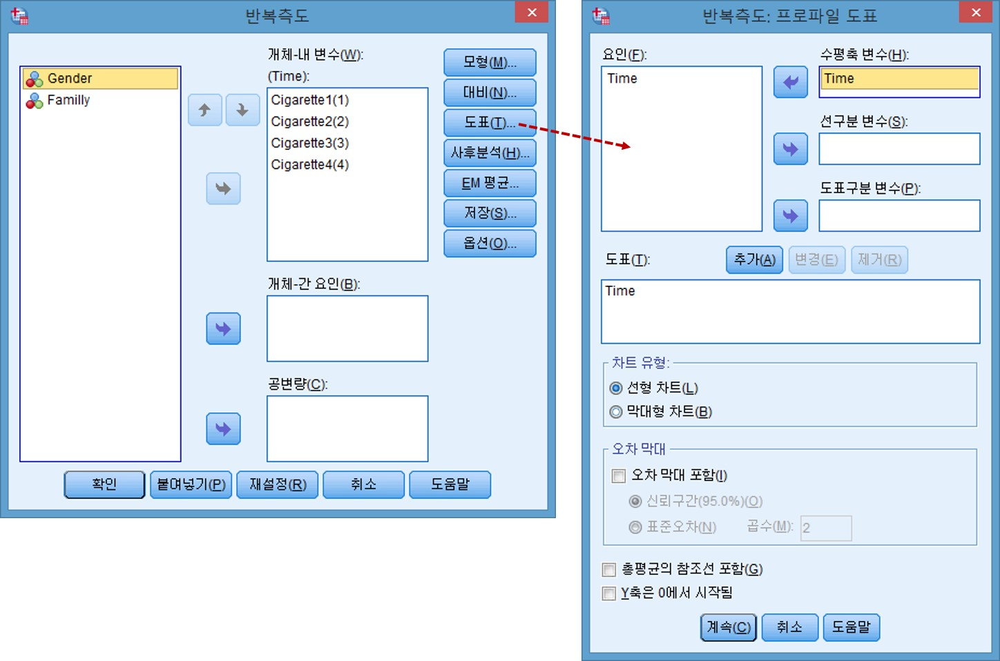 반복측도
Gender
Familly
개체-내 변수(W):
(Time):
Cigarette1(1)
Cigarette2(2)
Cigarette3(3)
Cigarette4(4)
개체-간 요인(B):
공변량(C):
모형(M)...
대비(N)...
도표(T)...
사후분석(H)...
EM 평균...
저장(S)...
옵션(O)...
확인
붙여넣기(P)
재설정(R)
취소
도움말
반복측도: 프로파일 도표
요인(F):
Time
수평축 변수(H):
Time
선구분 변수(S):
도표구분 변수(P):
도표(T):
추가(A)
변경(E)
제거(R)
Time
차트 유형:
선형 차트(L)
막대형 차트(B)
오차 막대
오차 막대 포함(I)
신뢰구간(95.0%)(O)
표준오차(N)
곱수(M):
2
총평균의 참조선 포함(G)
Y축은 0에서 시작됨
계속(C)
취소
도움말